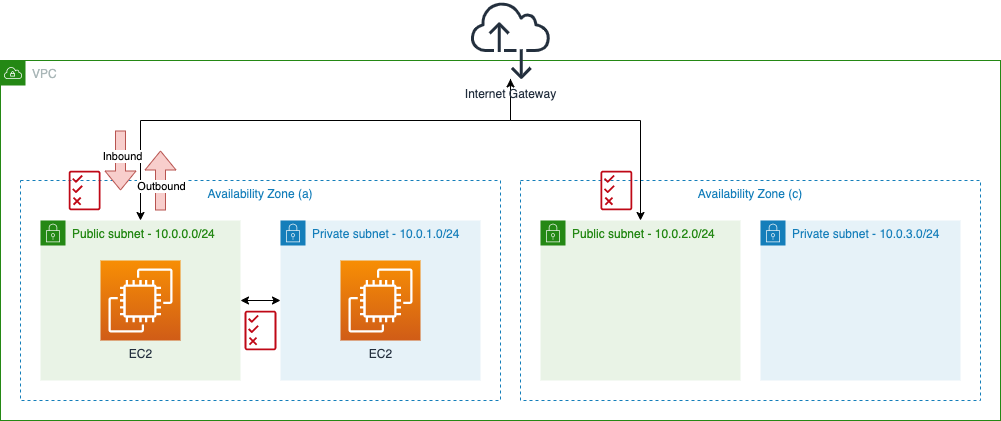 VPC
Internet Gateway
Inbound
Outbound
Availability Zone (a)
Availability Zone (c)
Public subnet - 10.0.0.0/24
Private subnet - 10.0.1.0/24
Public subnet - 10.0.2.0/24
Private subnet - 10.0.3.0/24
EC2
EC2